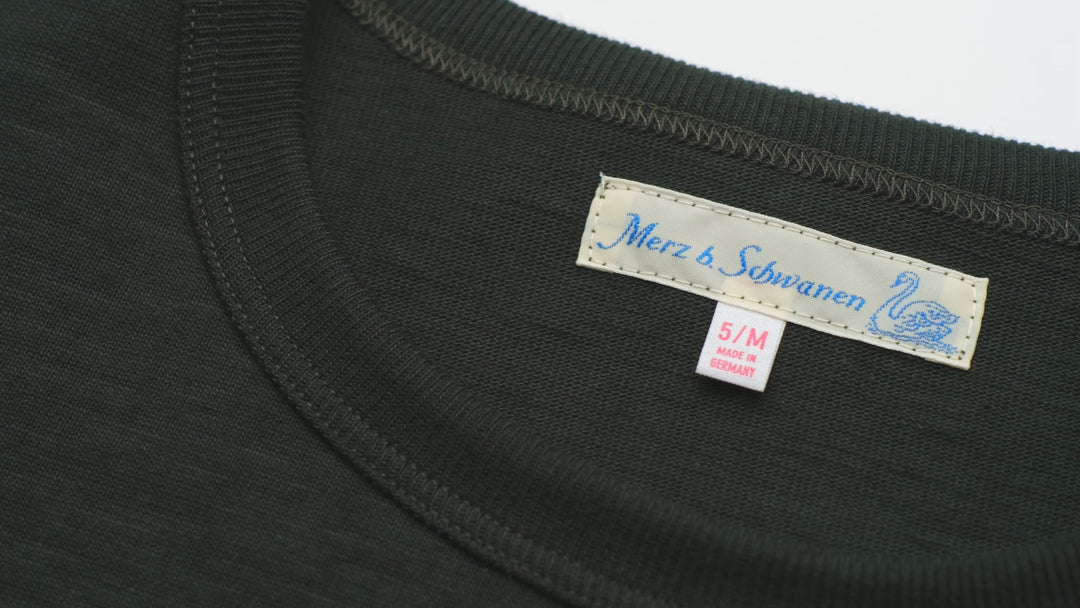 Merz b. Schwanen
5/M
MADE IN
GERMANY